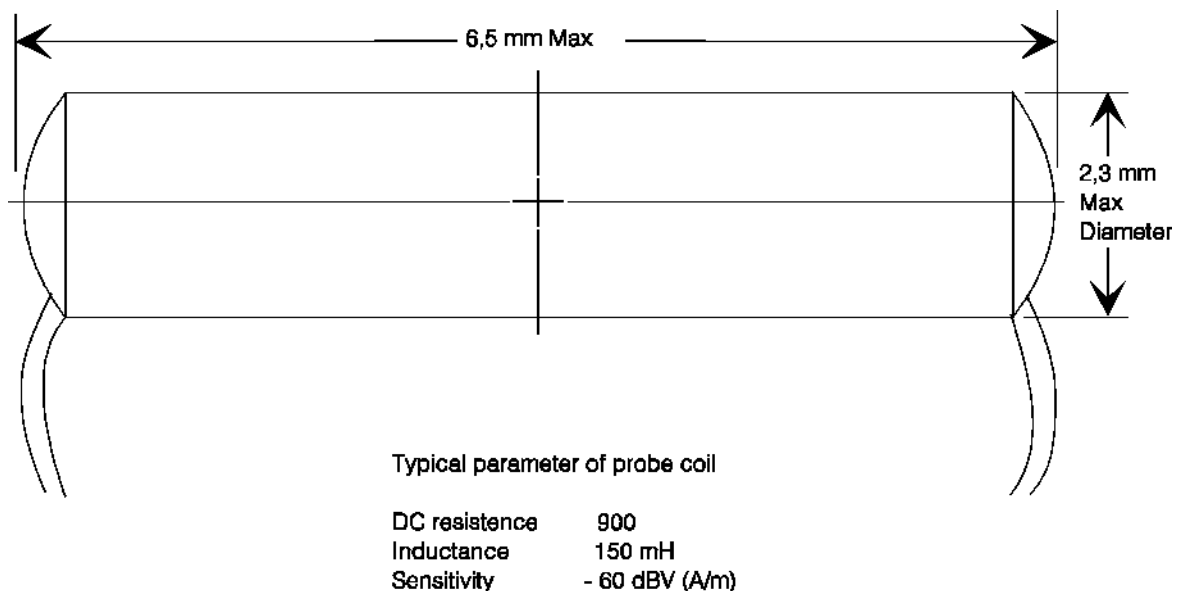 6,5 mm Max
2,3 mm
Max
Diameter
Typical parameter of probe coil
DC resistence 900
Inductance 150 mH
Sensitivity - 60 dBV (A/m)